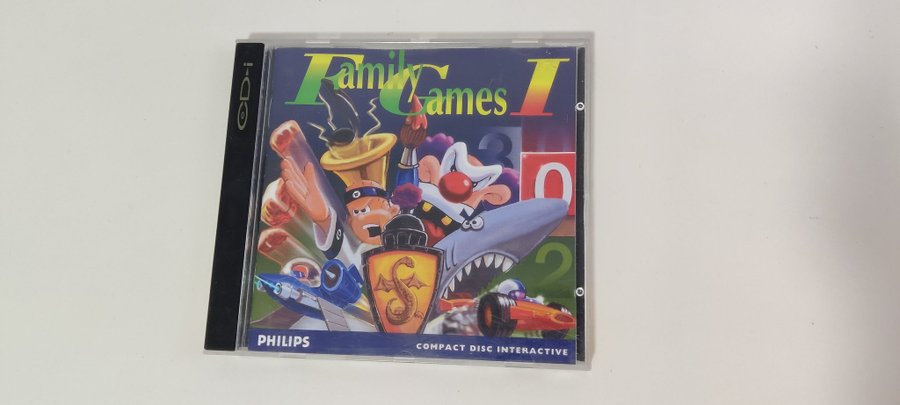 CD-i
Family Games I
3
0
2
PHILIPS
COMPACT DISC INTERACTIVE